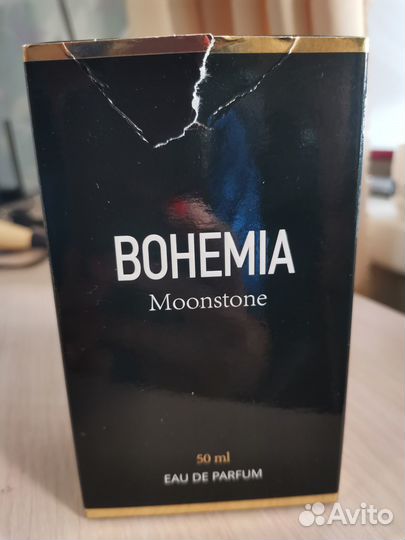 BOHEMIA
Moonstone
50 ml
EAU DE PARFUM
Avito